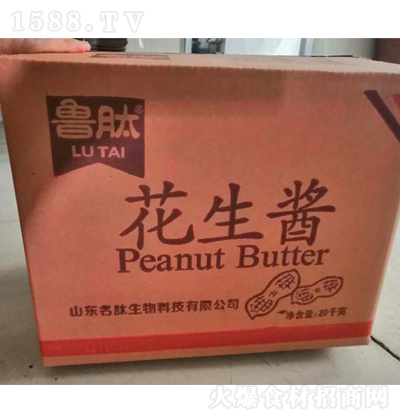 1588.TV
鲁肽®
LU TAI
花生酱
Peanut Butter
山东名肽生物科技有限公司
净含量:20千克
火爆食材招商网